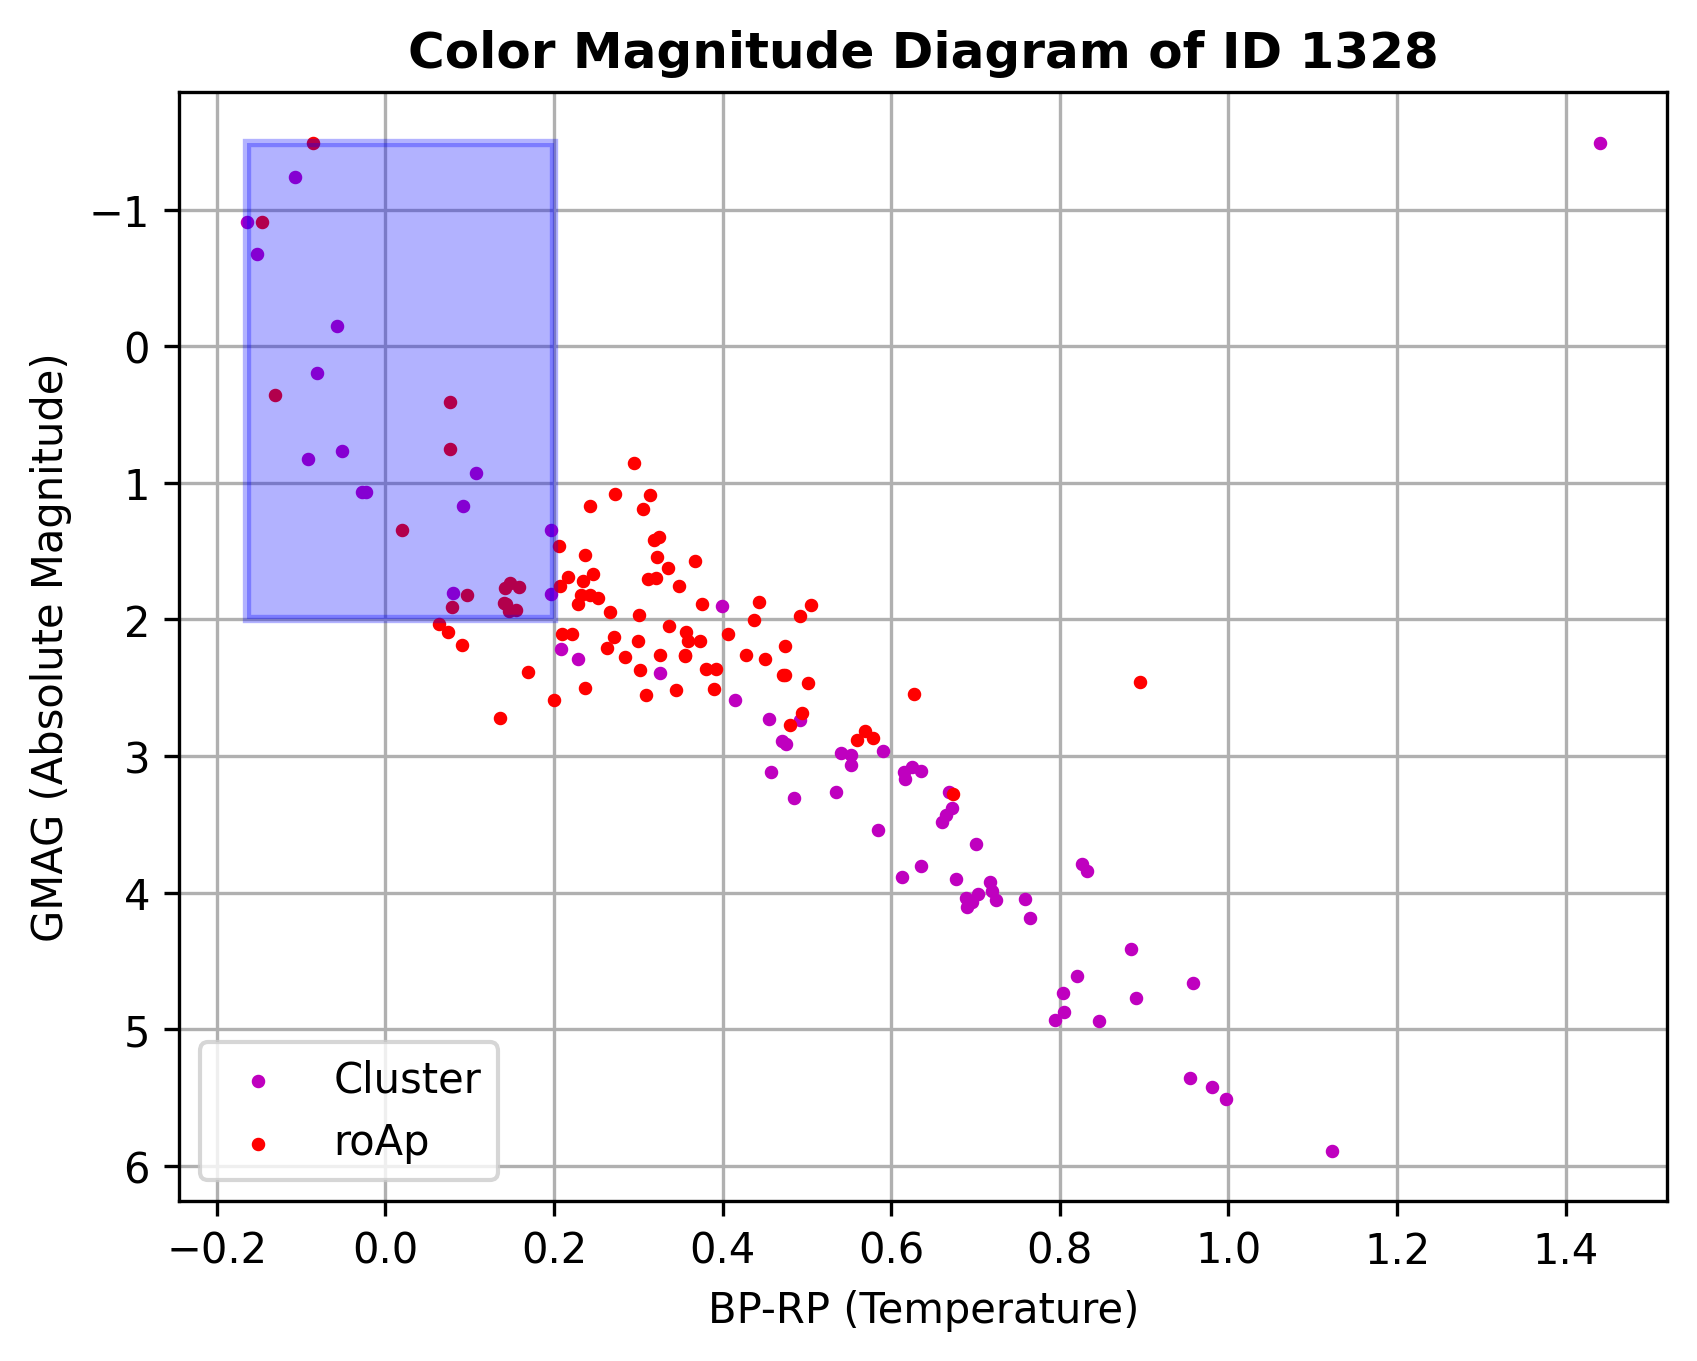 Color Magnitude Diagram of ID 1328
GMAG (Absolute Magnitude)
−1
0
1
2
3
4
5
6
Cluster
roAp
−0.2 0.0 0.2 0.4 0.6 0.8 1.0 1.2 1.4
BP-RP (Temperature)